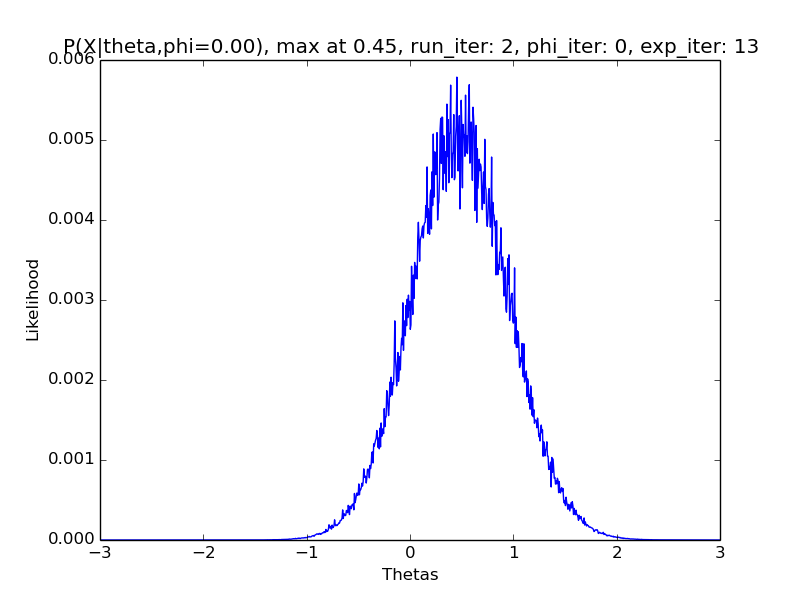 P(X|theta,phi=0.00), max at 0.45, run_iter: 2, phi_iter: 0, exp_iter: 13
0.006
0.005
0.004
0.003
0.002
0.001
0.000
Likelihood
−3 −2 −1 0 1 2 3
Thetas